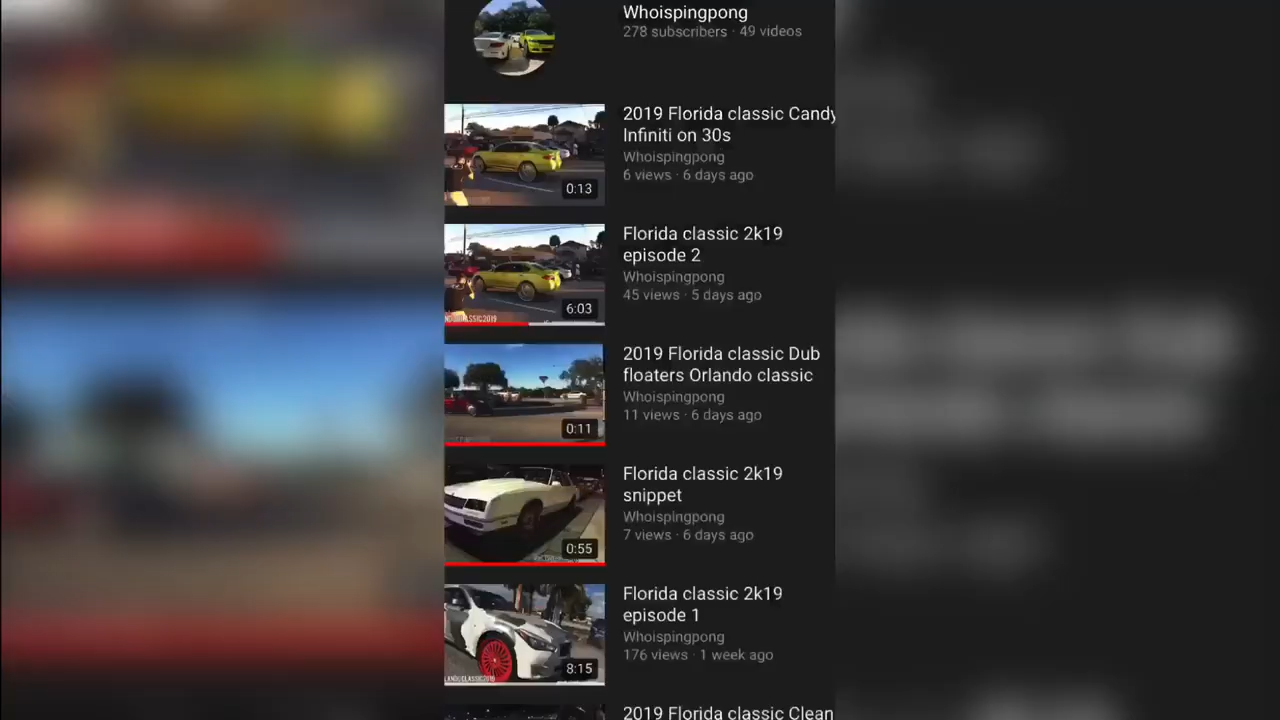 Whoispingpong
278 subscribers · 49 videos
2019 Florida classic Candy
Infiniti on 30s
Whoispingpong
6 views · 6 days ago
0:13
Florida classic 2k19
episode 2
Whoispingpong
45 views · 5 days ago
6:03
2019 Florida classic Dub
floaters Orlando classic
Whoispingpong
11 views · 6 days ago
0:11
Florida classic 2k19
snippet
Whoispingpong
7 views · 6 days ago
0:55
Florida classic 2k19
episode 1
Whoispingpong
176 views · 1 week ago
8:15
2019 Florida classic Clean